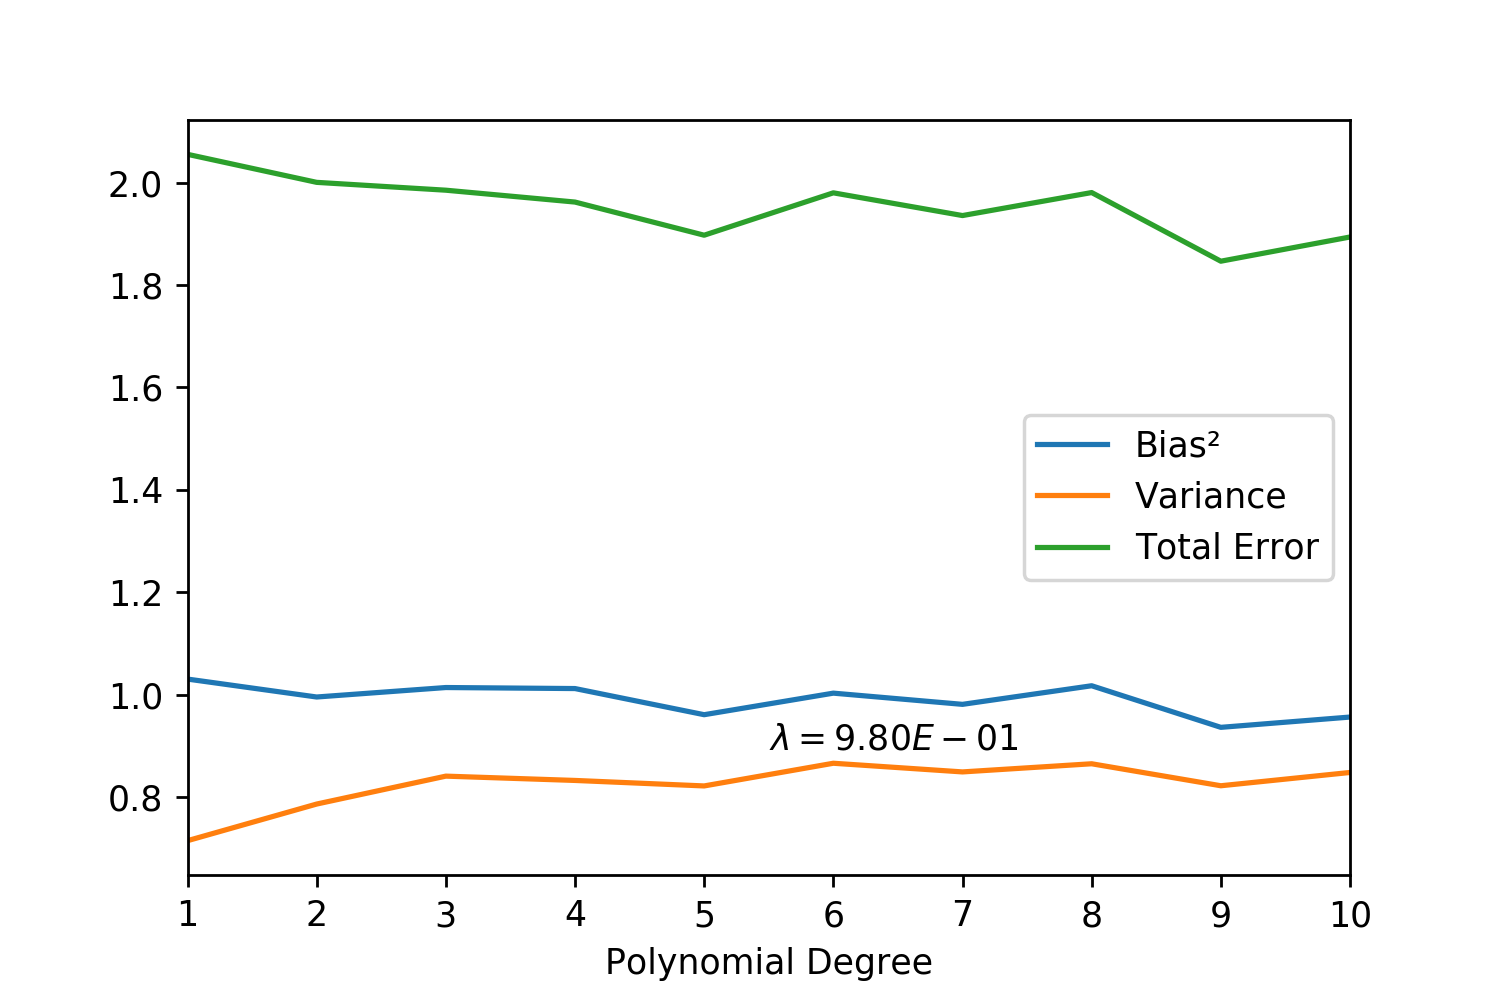 2.0
1.8
1.6
1.4
1.2
1.0
0.8
Bias²
Variance
Total Error
λ = 9.80E − 01
1 2 3 4 5 6 7 8 9 10
Polynomial Degree